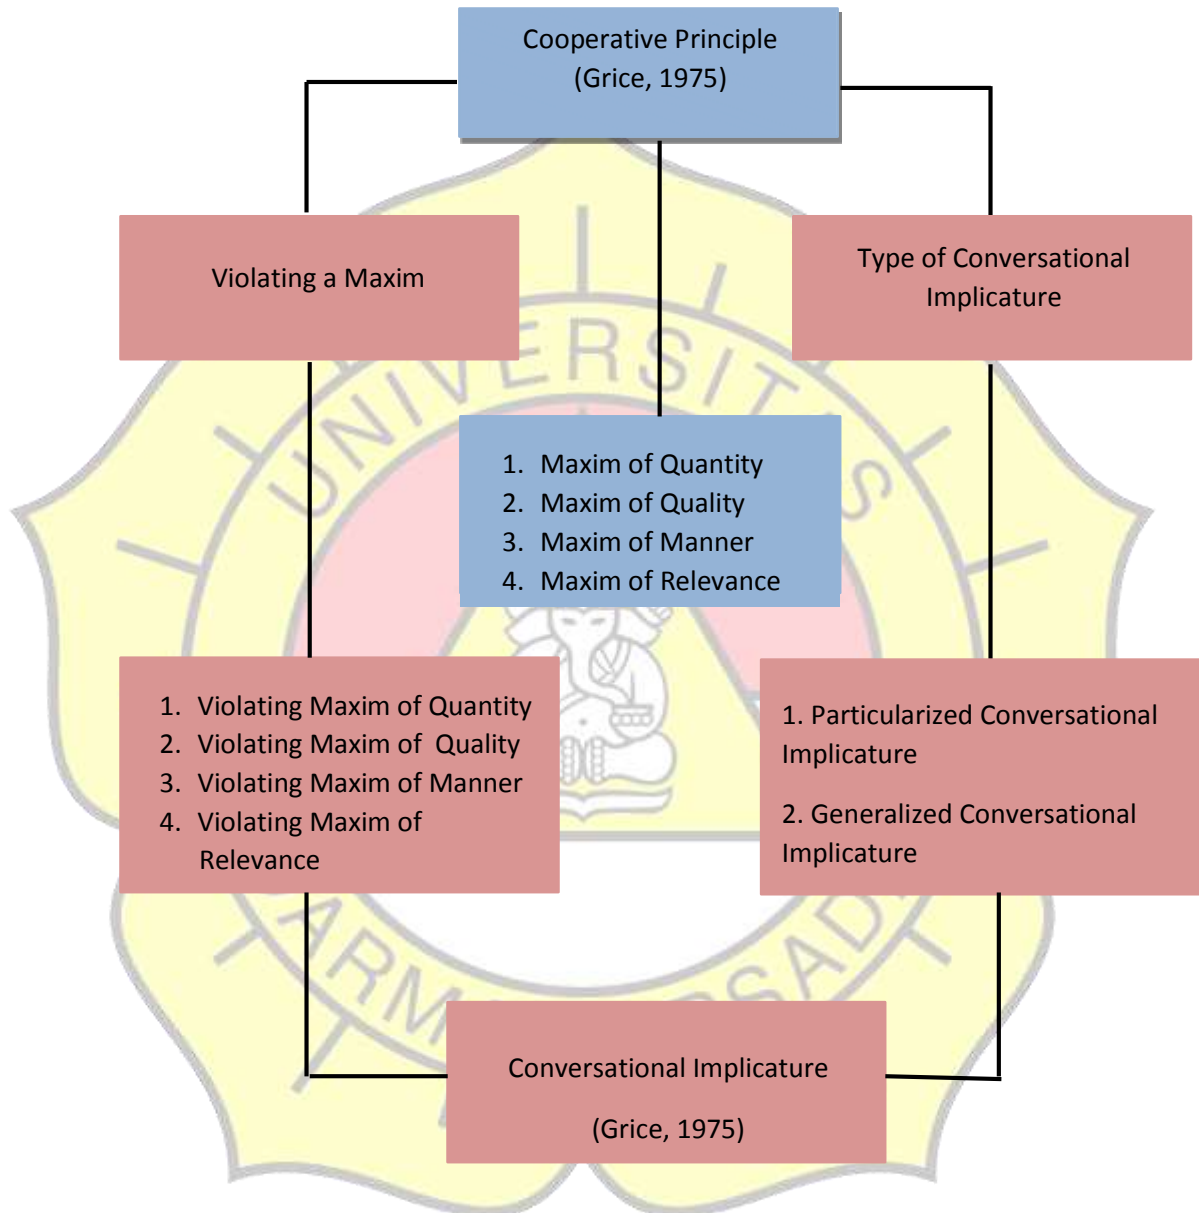 Cooperative Principle
(Grice, 1975)
Violating a Maxim
Type of Conversational
Implicature
UNIVERSITAS
1. Maxim of Quantity
2. Maxim of Quality
3. Maxim of Manner
4. Maxim of Relevance
1. Violating Maxim of Quantity
2. Violating Maxim of Quality
3. Violating Maxim of Manner
4. Violating Maxim of
Relevance
1. Particularized Conversational
Implicature
2. Generalized Conversational
Implicature
Conversational Implicature
(Grice, 1975)